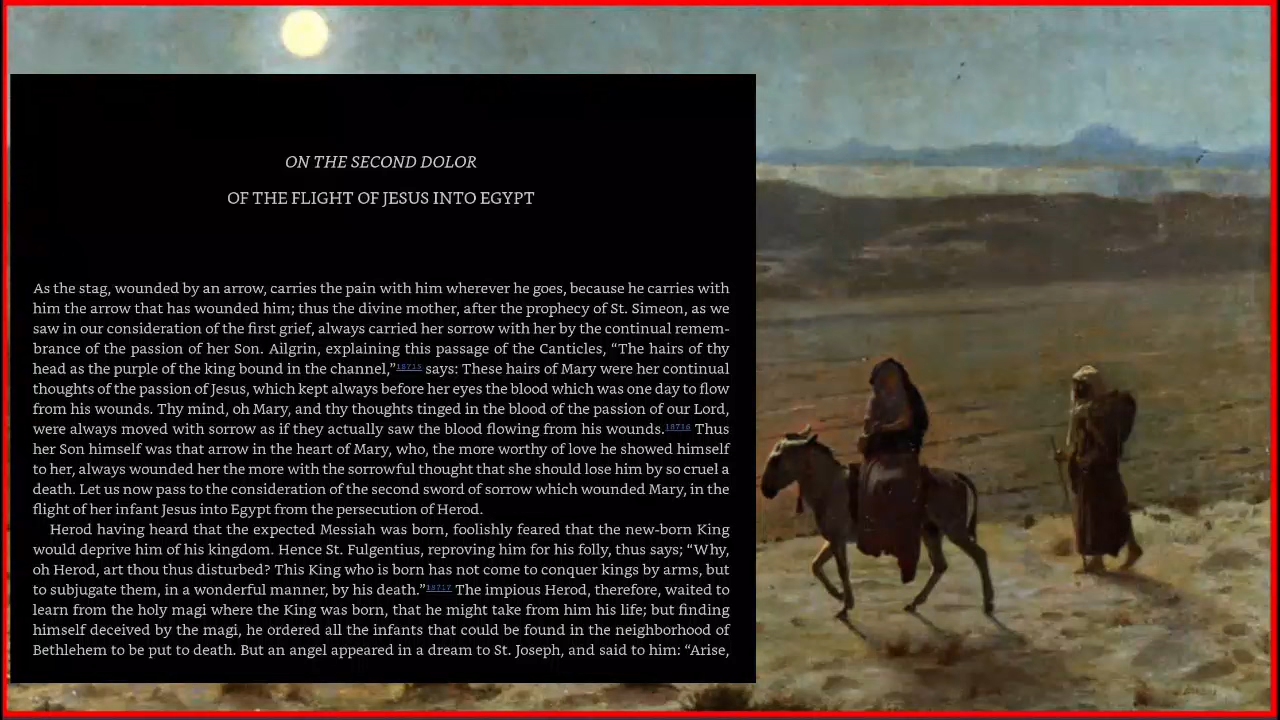 ON THE SECOND DOLOR
OF THE FLIGHT OF JESUS INTO EGYPT
As the stag, wounded by an arrow, carries the pain with him wherever he goes, because he carries with
him the arrow that has wounded him; thus the divine mother, after the prophecy of St. Simeon, as we
saw in our consideration of the first grief, always carried her sorrow with her by the continual remem-
brance of the passion of her Son. Ailgrin, explaining this passage of the Canticles, “The hairs of thy
head as the purple of the king bound in the channel,”18715 says: These hairs of Mary were her continual
thoughts of the passion of Jesus, which kept always before her eyes the blood which was one day to flow
from his wounds. Thy mind, oh Mary, and thy thoughts tinged in the blood of the passion of our Lord,
were always moved with sorrow as if they actually saw the blood flowing from his wounds.18716 Thus
her Son himself was that arrow in the heart of Mary, who, the more worthy of love he showed himself
to her, always wounded her the more with the sorrowful thought that she should lose him by so cruel a
death. Let us now pass to the consideration of the second sword of sorrow which wounded Mary, in the
flight of her infant Jesus into Egypt from the persecution of Herod.
Herod having heard that the expected Messiah was born, foolishly feared that the new-born King
would deprive him of his kingdom. Hence St. Fulgentius, reproving him for his folly, thus says; “Why,
oh Herod, art thou thus disturbed? This King who is born has not come to conquer kings by arms, but
to subjugate them, in a wonderful manner, by his death.”18717 The impious Herod, therefore, waited to
learn from the holy magi where the King was born, that he might take from him his life; but finding
himself deceived by the magi, he ordered all the infants that could be found in the neighborhood of
Bethlehem to be put to death. But an angel appeared in a dream to St. Joseph, and said to him: “Arise,